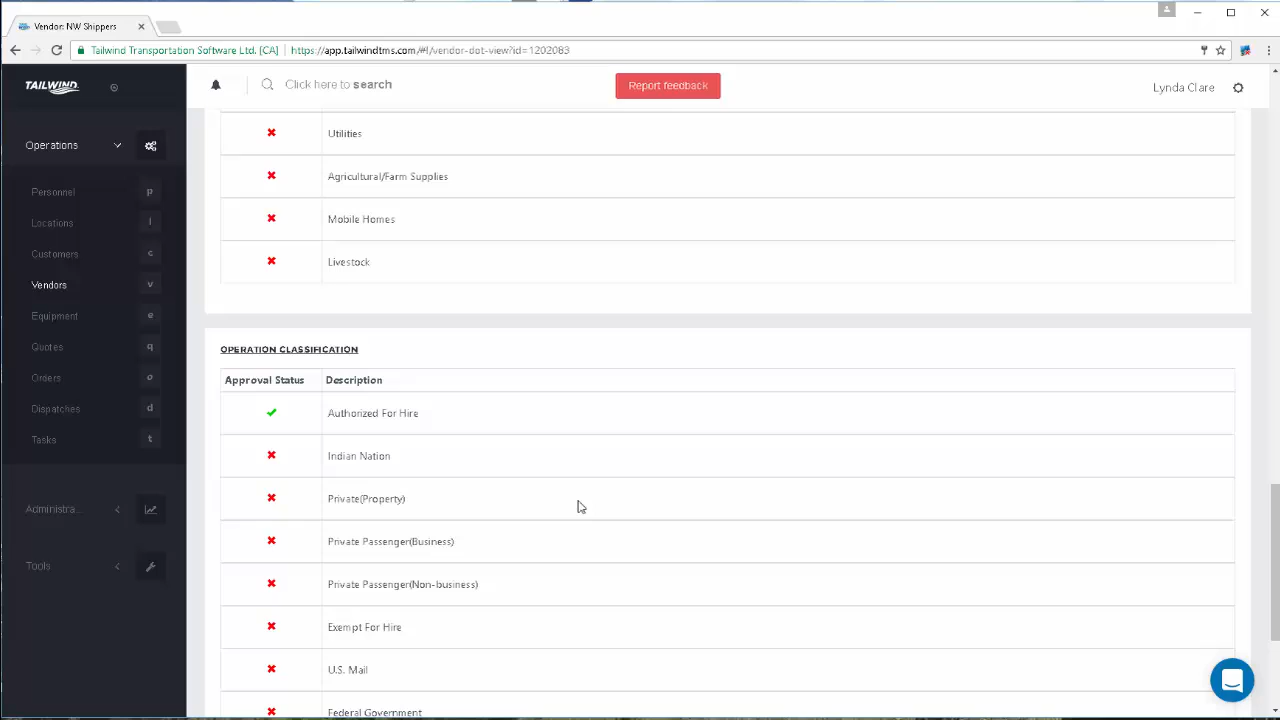 Vendor: NW Shippers
Tailwind Transportation Software Ltd. [CA] https://app.tailwindtms.com/#!/vendor-dot-view?id=1202083
TAILWIND
Click here to search
Report feedback
Lynda Clare
Operations
Personnel p
Locations l
Customers c
Vendors v
Equipment e
Quotes q
Orders o
Dispatches d
Tasks t
Administra...
Tools
Utilities
Agricultural/Farm Supplies
Mobile Homes
Livestock
OPERATION CLASSIFICATION
Approval Status Description
Authorized For Hire
Indian Nation
Private(Property)
Private Passenger(Business)
Private Passenger(Non-business)
Exempt For Hire
U.S. Mail
Federal Government